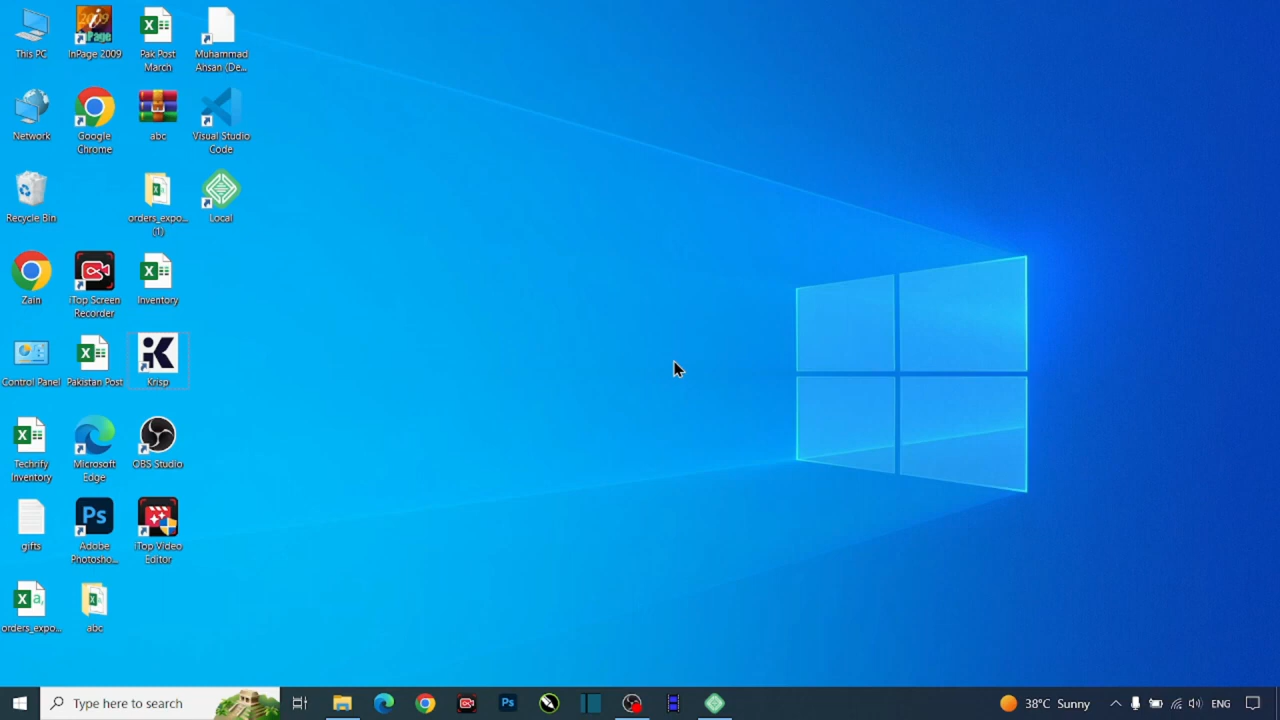 This PC
InPage 2009
Pak Post
March
Muhammad
Ahsan (De...
Network
Google
Chrome
abc
Visual Studio
Code
Recycle Bin
orders_expo...
(1)
Local
Zain
iTop Screen
Recorder
Inventory
Control Panel
Pakistan Post
Krisp
Techrify
Inventory
Microsoft
Edge
OBS Studio
gifts
Adobe
Photosho...
iTop Video
Editor
orders_expo...
abc
Type here to search
38°C Sunny
ENG